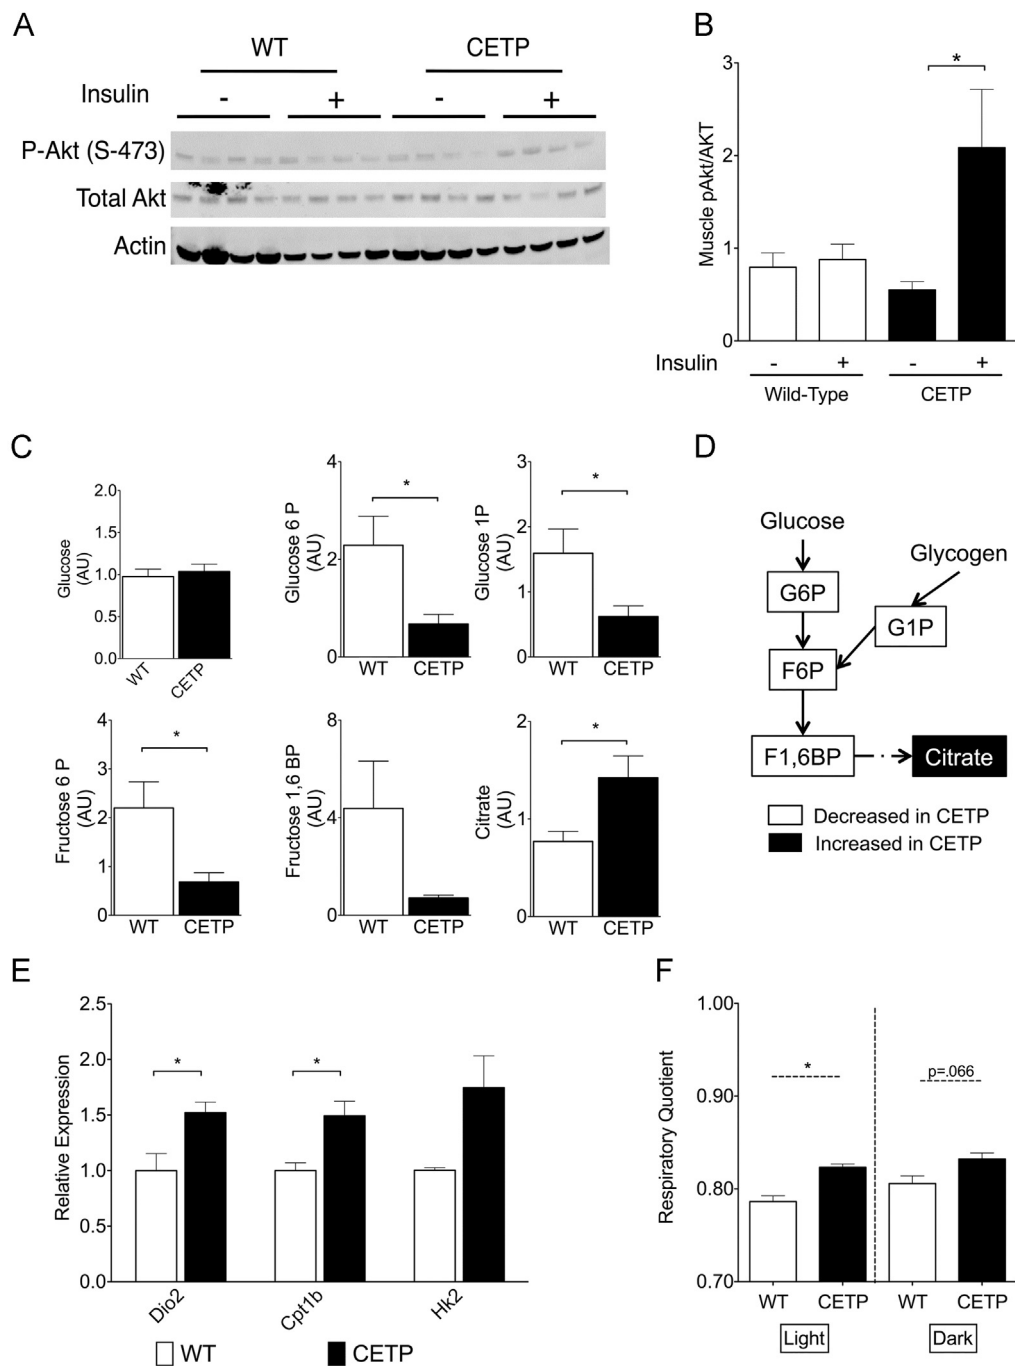 A
WT CETP
Insulin - + - +
P-Akt (S-473)
Total Akt
Actin
B
Muscle pAkt/AKT
3
2
1
0
*
Insulin - + - +
Wild-Type CETP
C
Glucose
(AU)
2.0
1.5
1.0
0.5
0.0
WT CETP
Glucose 6 P
(AU)
4
2
0
*
WT CETP
Glucose 1P
(AU)
3
2
1
0
*
WT CETP
Fructose 6 P
(AU)
4
3
2
1
0
*
WT CETP
Fructose 1,6 BP
(AU)
8
4
0
WT CETP
Citrate
(AU)
2
1
0
*
WT CETP
D
Glucose
Glycogen
G6P
G1P
F6P
F1,6BP Citrate
Decreased in CETP
Increased in CETP
E
Relative Expression
2.5
2.0
1.5
1.0
0.5
0.0
* *
Dio2 Cpt1b Hk2
WT CETP
F
Respiratory Quotient
1.00
0.90
0.80
0.70
* p=.066
WT CETP WT CETP
Light Dark